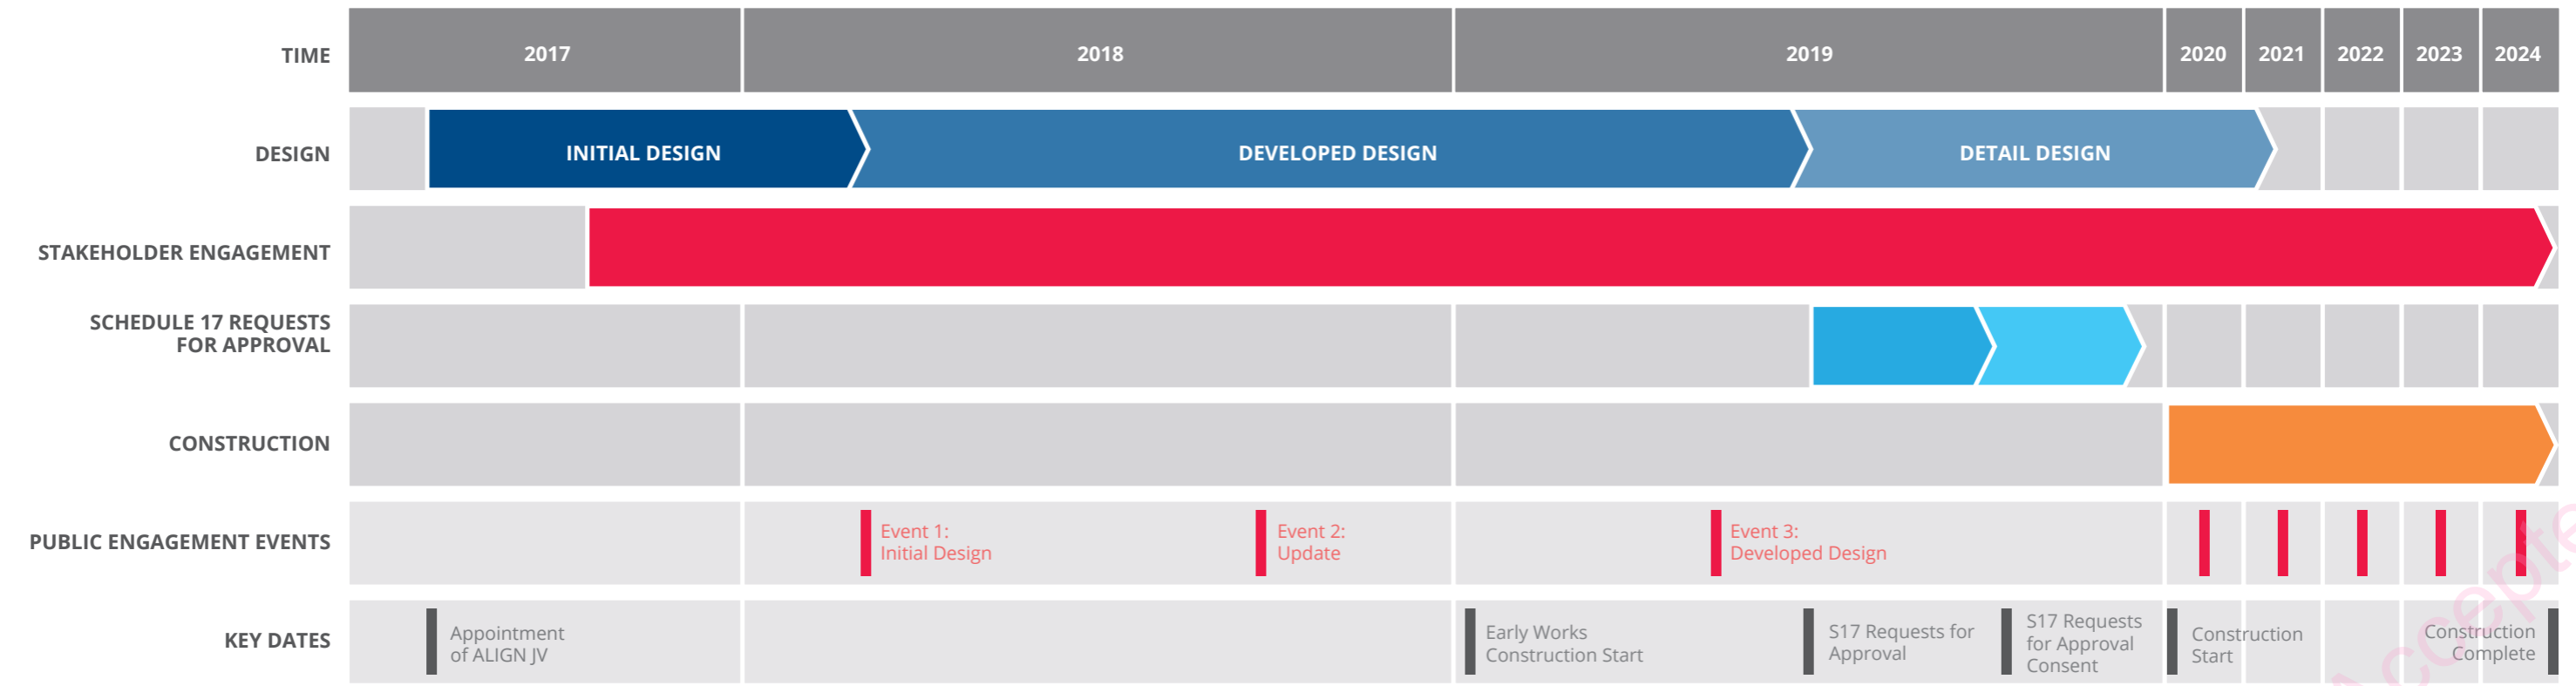 TIME
2017
2018
2019
2020
2021
2022
2023
2024
DESIGN
INITIAL DESIGN
DEVELOPED DESIGN
DETAIL DESIGN
STAKEHOLDER ENGAGEMENT
SCHEDULE 17 REQUESTS
FOR APPROVAL
CONSTRUCTION
PUBLIC ENGAGEMENT EVENTS
Event 1:
Initial Design
Event 2:
Update
Event 3:
Developed Design
KEY DATES
Appointment
of ALIGN JV
Early Works
Construction Start
S17 Requests for
Approval
S17 Requests
for Approval
Consent
Construction
Start
Construction
Complete